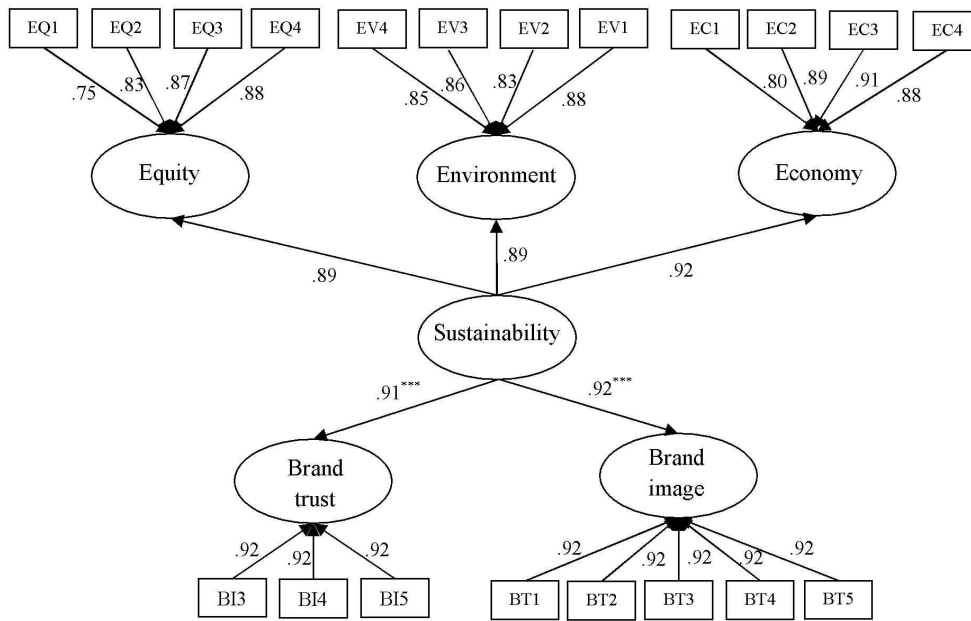 EQ1 EQ2 EQ3 EQ4 EV4 EV3 EV2 EV1 EC1 EC2 EC3 EC4
.75 .83 .87 .88 .85 .86 .83 .88 .80 .89 .91 .88
Equity Environment Economy
.89 .89 .92
Sustainability
.91*** .92***
Brand
trust
Brand
image
.92 .92 .92 .92 .92 .92 .92 .92
BI3 BI4 BI5 BT1 BT2 BT3 BT4 BT5